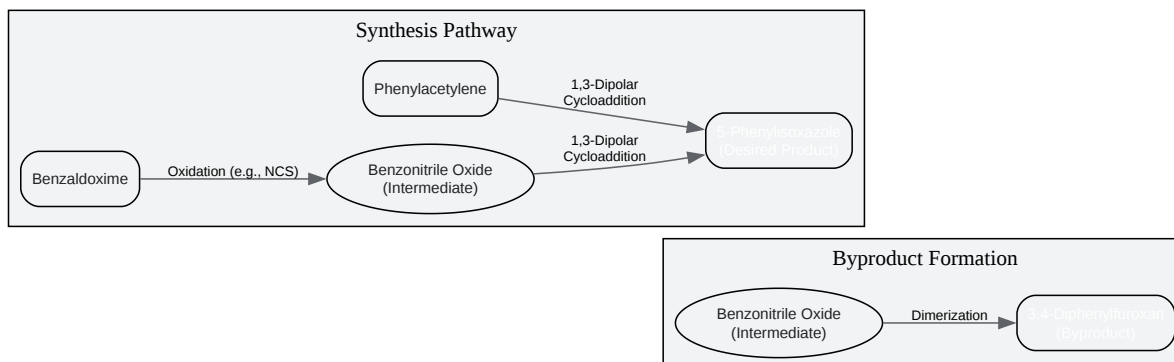 Synthesis Pathway
Phenylacetylene
1,3-Dipolar
Cycloaddition
5-Phenylisoxazole
(Desired Product)
1,3-Dipolar
Cycloaddition
Benzaldoxime
Oxidation (e.g., NCS)
Benzonitrile Oxide
(Intermediate)
Byproduct Formation
Benzonitrile Oxide
(Intermediate)
Dimerization
3,4-Diphenylfuroxan
(Byproduct)